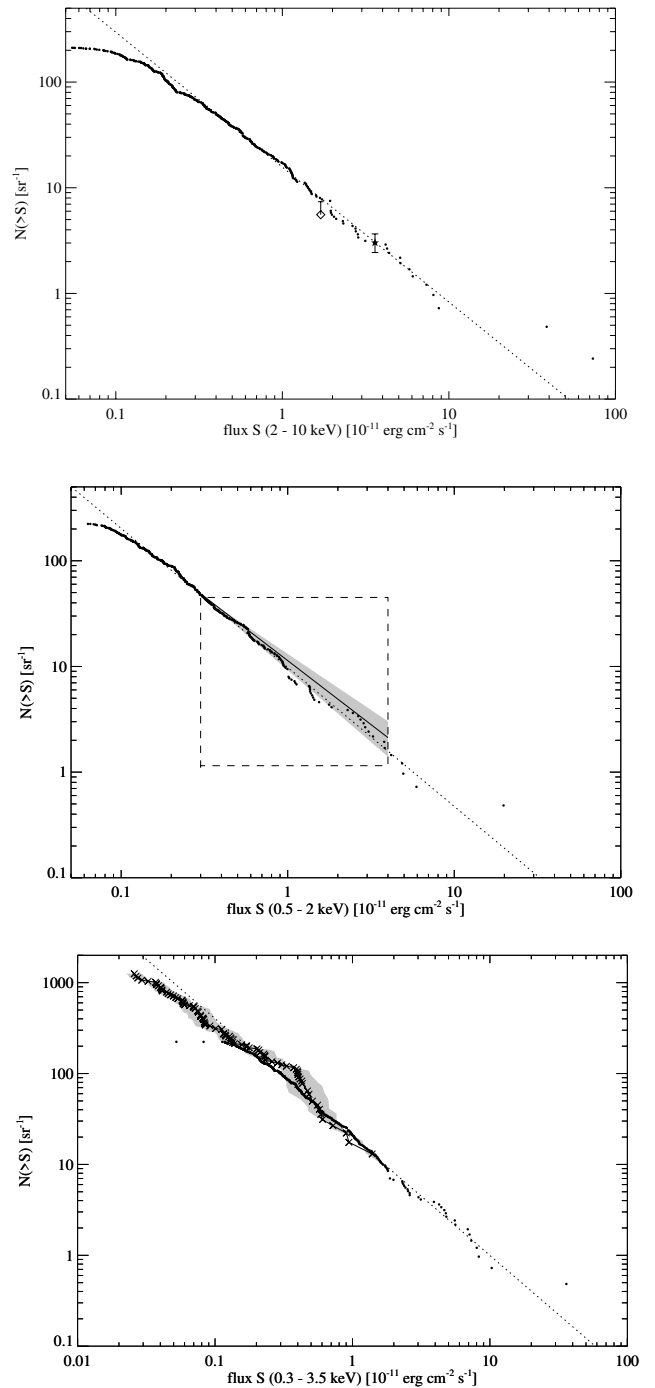 100
10
1
0.1
N(>S) [sr⁻¹]
0.1 1 10 100
flux S (2 - 10 keV) [10⁻¹¹ erg cm⁻² s⁻¹]
100
10
1
0.1
N(>S) [sr⁻¹]
0.1 1 10 100
flux S (0.5 - 2 keV) [10⁻¹¹ erg cm⁻² s⁻¹]
1000
100
10
1
0.1
N(>S) [sr⁻¹]
0.01 0.1 1 10 100
flux S (0.3 - 3.5 keV) [10⁻¹¹ erg cm⁻² s⁻¹]